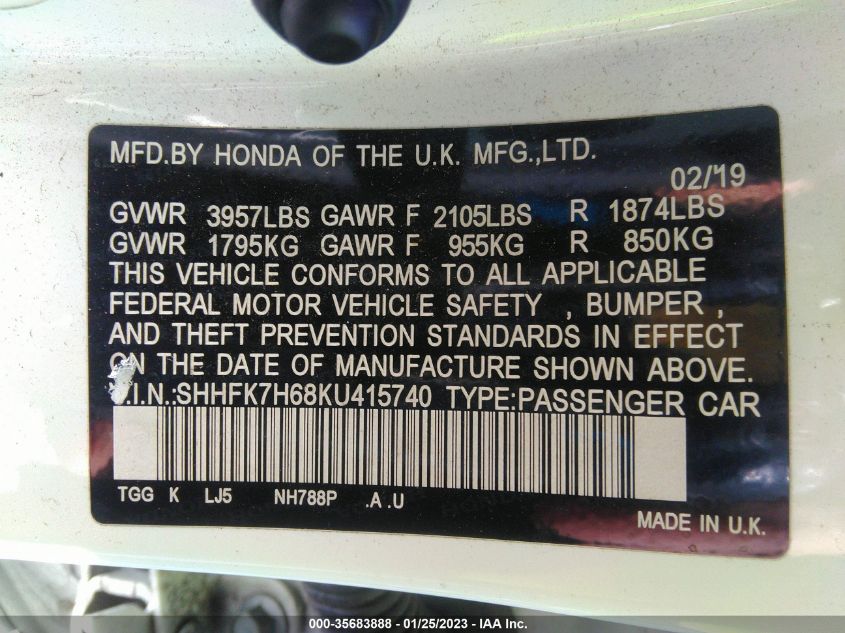 MFD.BY HONDA OF THE U.K. MFG.,LTD.
02/'19
GVWR 3957LBS GAWR F 2105LBS R 1874LBS
GVWR 1795KG GAWR F 955KG R 850KG
THIS VEHICLE CONFORMS TO ALL APPLICABLE
FEDERAL MOTOR VEHICLE SAFETY , BUMPER ,
AND THEFT PREVENTION STANDARDS IN EFFECT
ON THE DATE OF MANUFACTURE SHOWN ABOVE.
V.I.N.:SHHFK7H68KU415740 TYPE:PASSENGER CAR
TGG K LJ5 NH788P .A .U
MADE IN U.K.
000-35683888 — 01/25/2023 — IAA Inc.